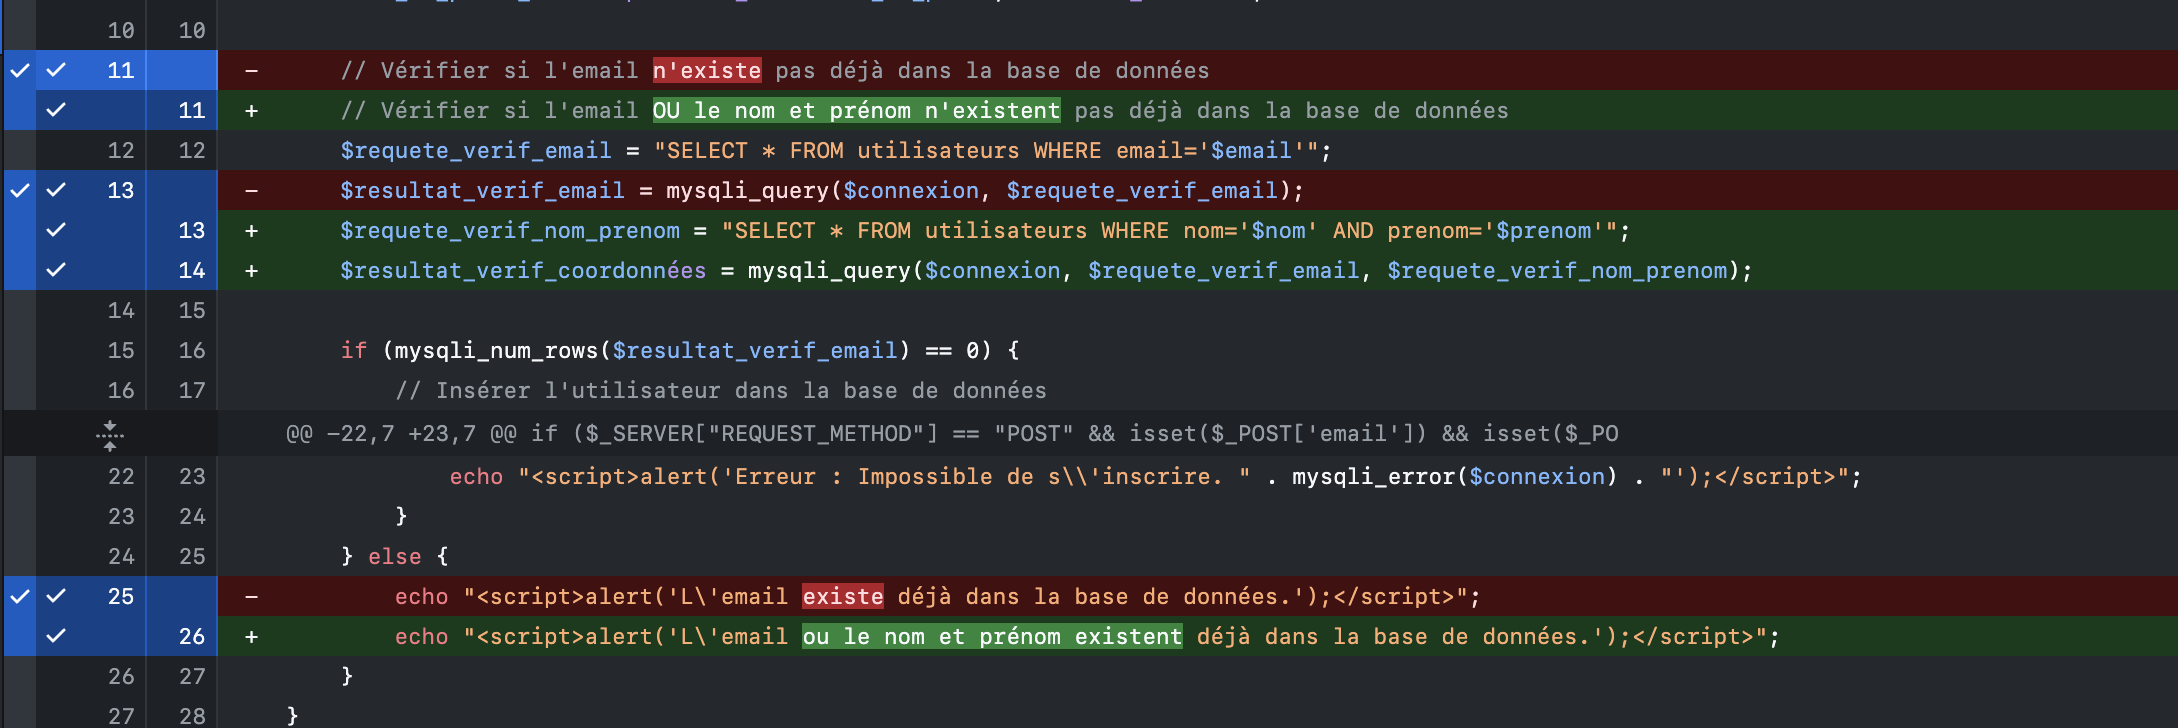 10 10
11 − // Vérifier si l'email n'existe pas déjà dans la base de données
11 + // Vérifier si l'email OU le nom et prénom n'existent pas déjà dans la base de données
12 12 $requete_verif_email = "SELECT * FROM utilisateurs WHERE email='$email'";
13 − $resultat_verif_email = mysqli_query($connexion, $requete_verif_email);
13 + $requete_verif_nom_prenom = "SELECT * FROM utilisateurs WHERE nom='$nom' AND prenom='$prenom'";
14 + $resultat_verif_coordonnées = mysqli_query($connexion, $requete_verif_email, $requete_verif_nom_prenom);
14 15
15 16 if (mysqli_num_rows($resultat_verif_email) == 0) {
16 17 // Insérer l'utilisateur dans la base de données
@@ −22,7 +23,7 @@ if ($_SERVER["REQUEST_METHOD"] == "POST" && isset($_POST['email']) && isset($_PO
22 23 echo "<script>alert('Erreur : Impossible de s\\'inscrire. " . mysqli_error($connexion) . "');</script>";
23 24 }
24 25 } else {
25 − echo "<script>alert('L\'email existe déjà dans la base de données.');</script>";
26 + echo "<script>alert('L\'email ou le nom et prénom existent déjà dans la base de données.');</script>";
26 27 }
27 28 }